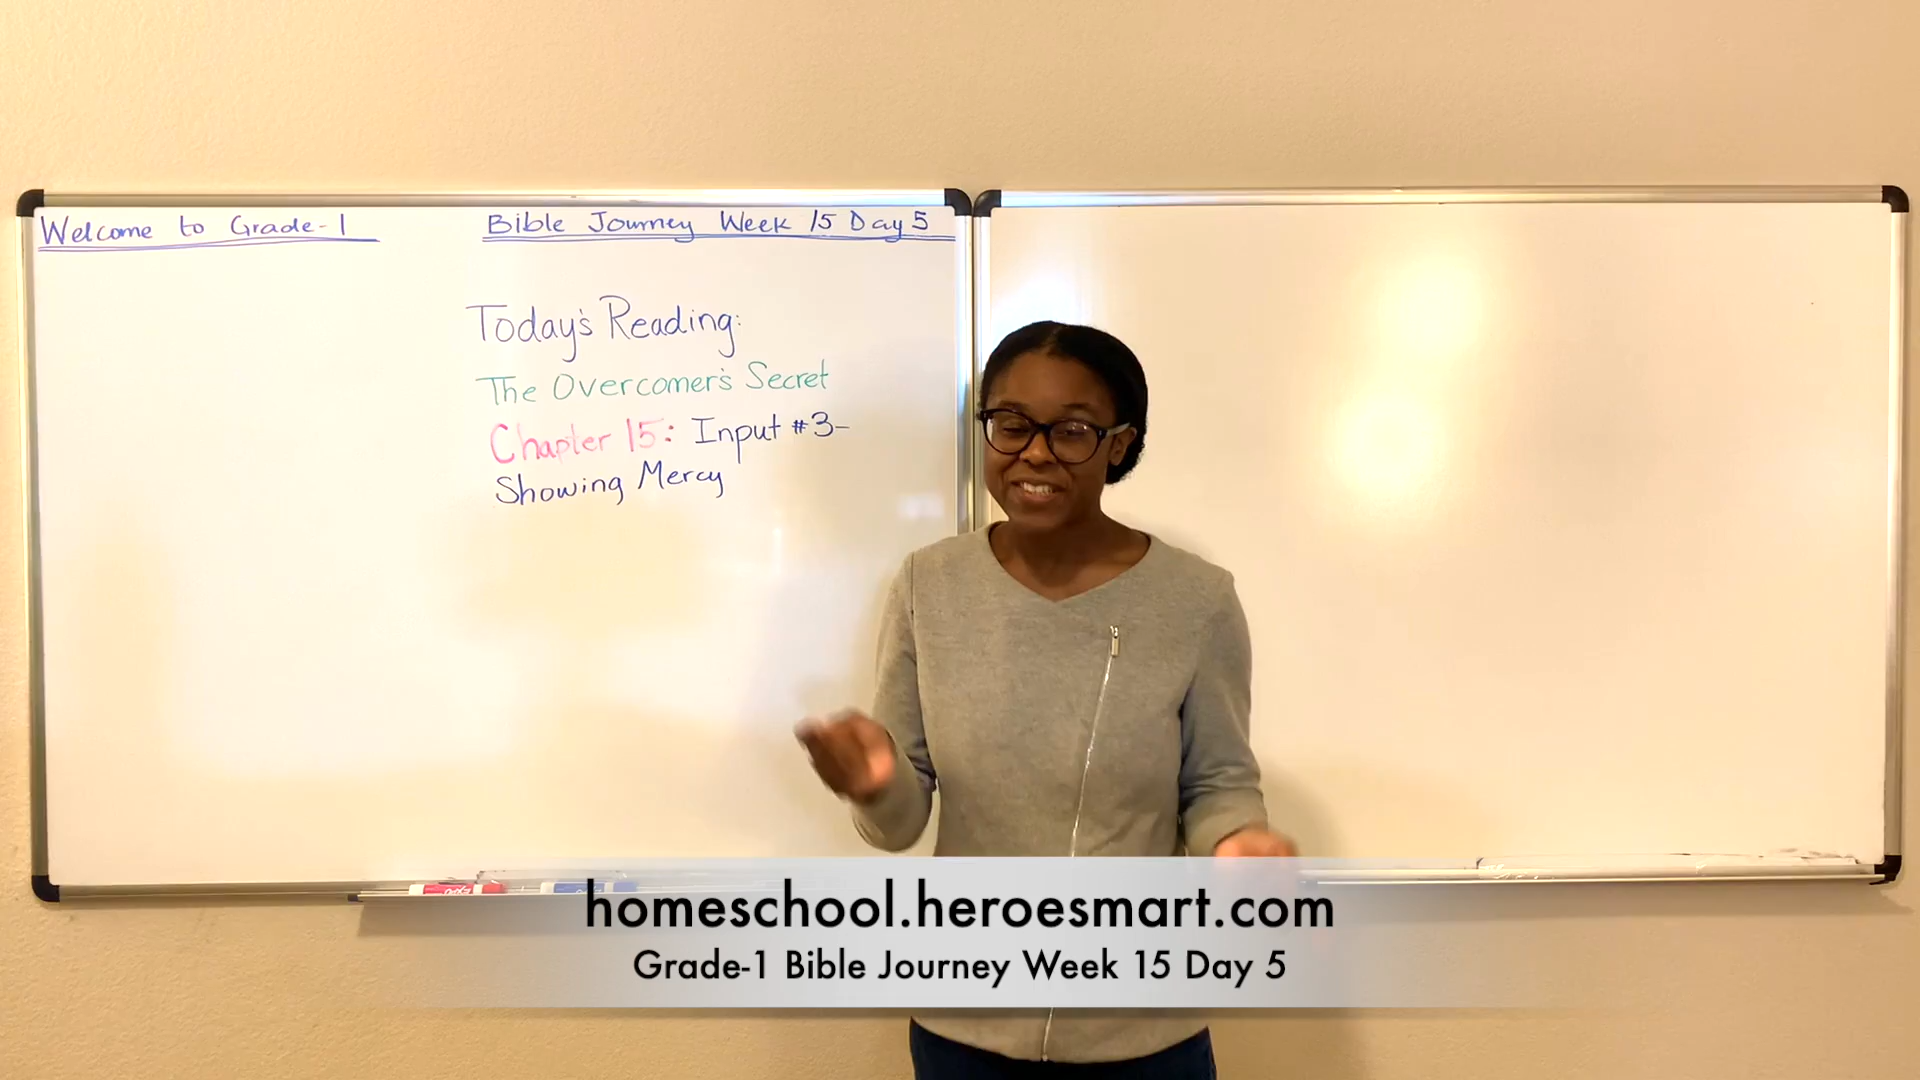 Welcome to Grade-1
Bible Journey Week 15 Day 5
Today's Reading:
The Overcomer's Secret
Chapter 15: Input #3-
Showing Mercy
EXPO
homeschool.heroesmart.com
Grade-1 Bible Journey Week 15 Day 5